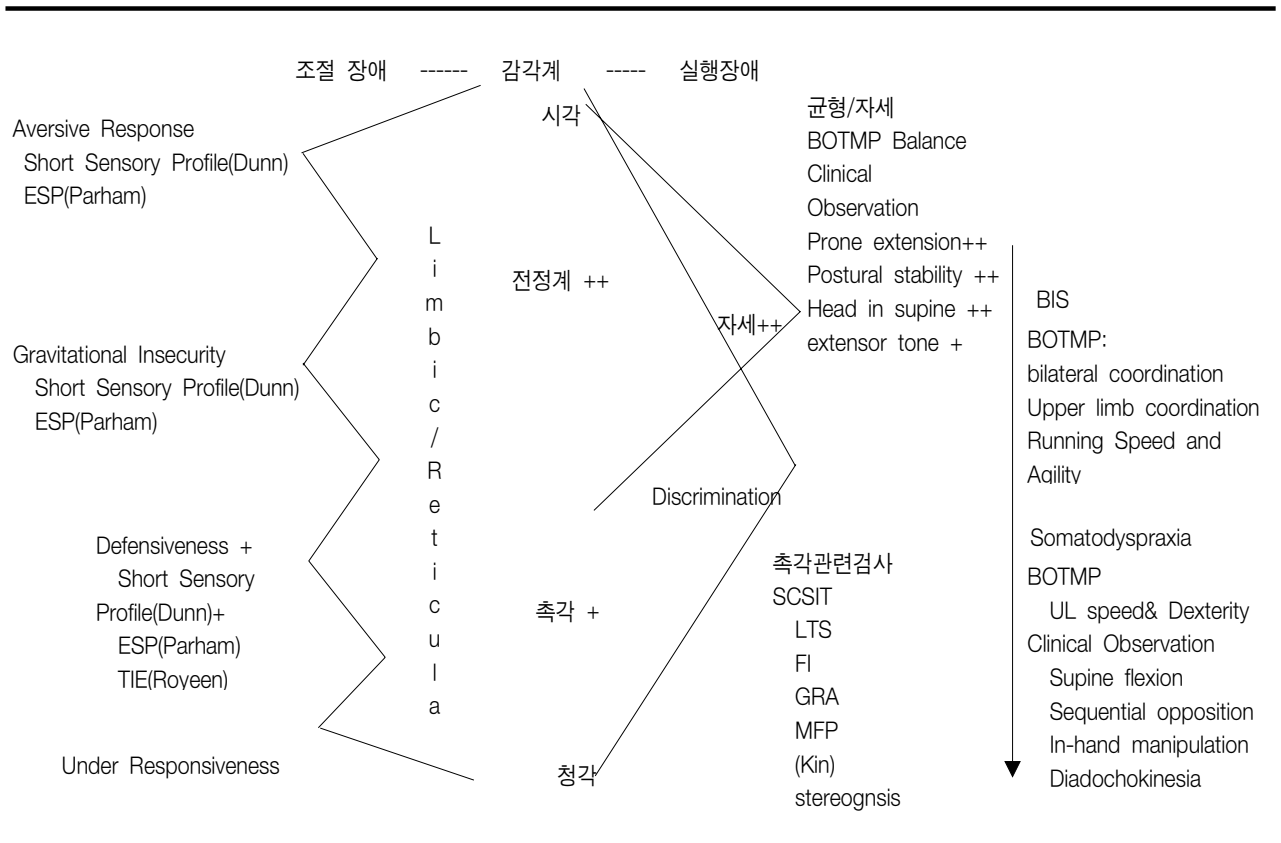 조절 장애 ------ 감각계 ----- 실행장애
Aversive Response
Short Sensory Profile(Dunn)
ESP(Parham)
Gravitational Insecurity
Short Sensory Profile(Dunn)
ESP(Parham)
Defensiveness +
Short Sensory
Profile(Dunn)+
ESP(Parham)
TIE(Royeen)
Under Responsiveness
L
i
m
b
i
c
/
R
e
t
i
c
u
l
a
시각
전정계 ++
촉각 +
청각
자세++
Discrimination
균형/자세
BOTMP Balance
Clinical
Observation
Prone extension++
Postural stability ++
Head in supine ++
extensor tone +
촉각관련검사
SCSIT
LTS
FI
GRA
MFP
(Kin)
stereognsis
BIS
BOTMP:
bilateral coordination
Upper limb coordination
Running Speed and
Agility
Somatodyspraxia
BOTMP
UL speed& Dexterity
Clinical Observation
Supine flexion
Sequential opposition
In-hand manipulation
Diadochokinesia